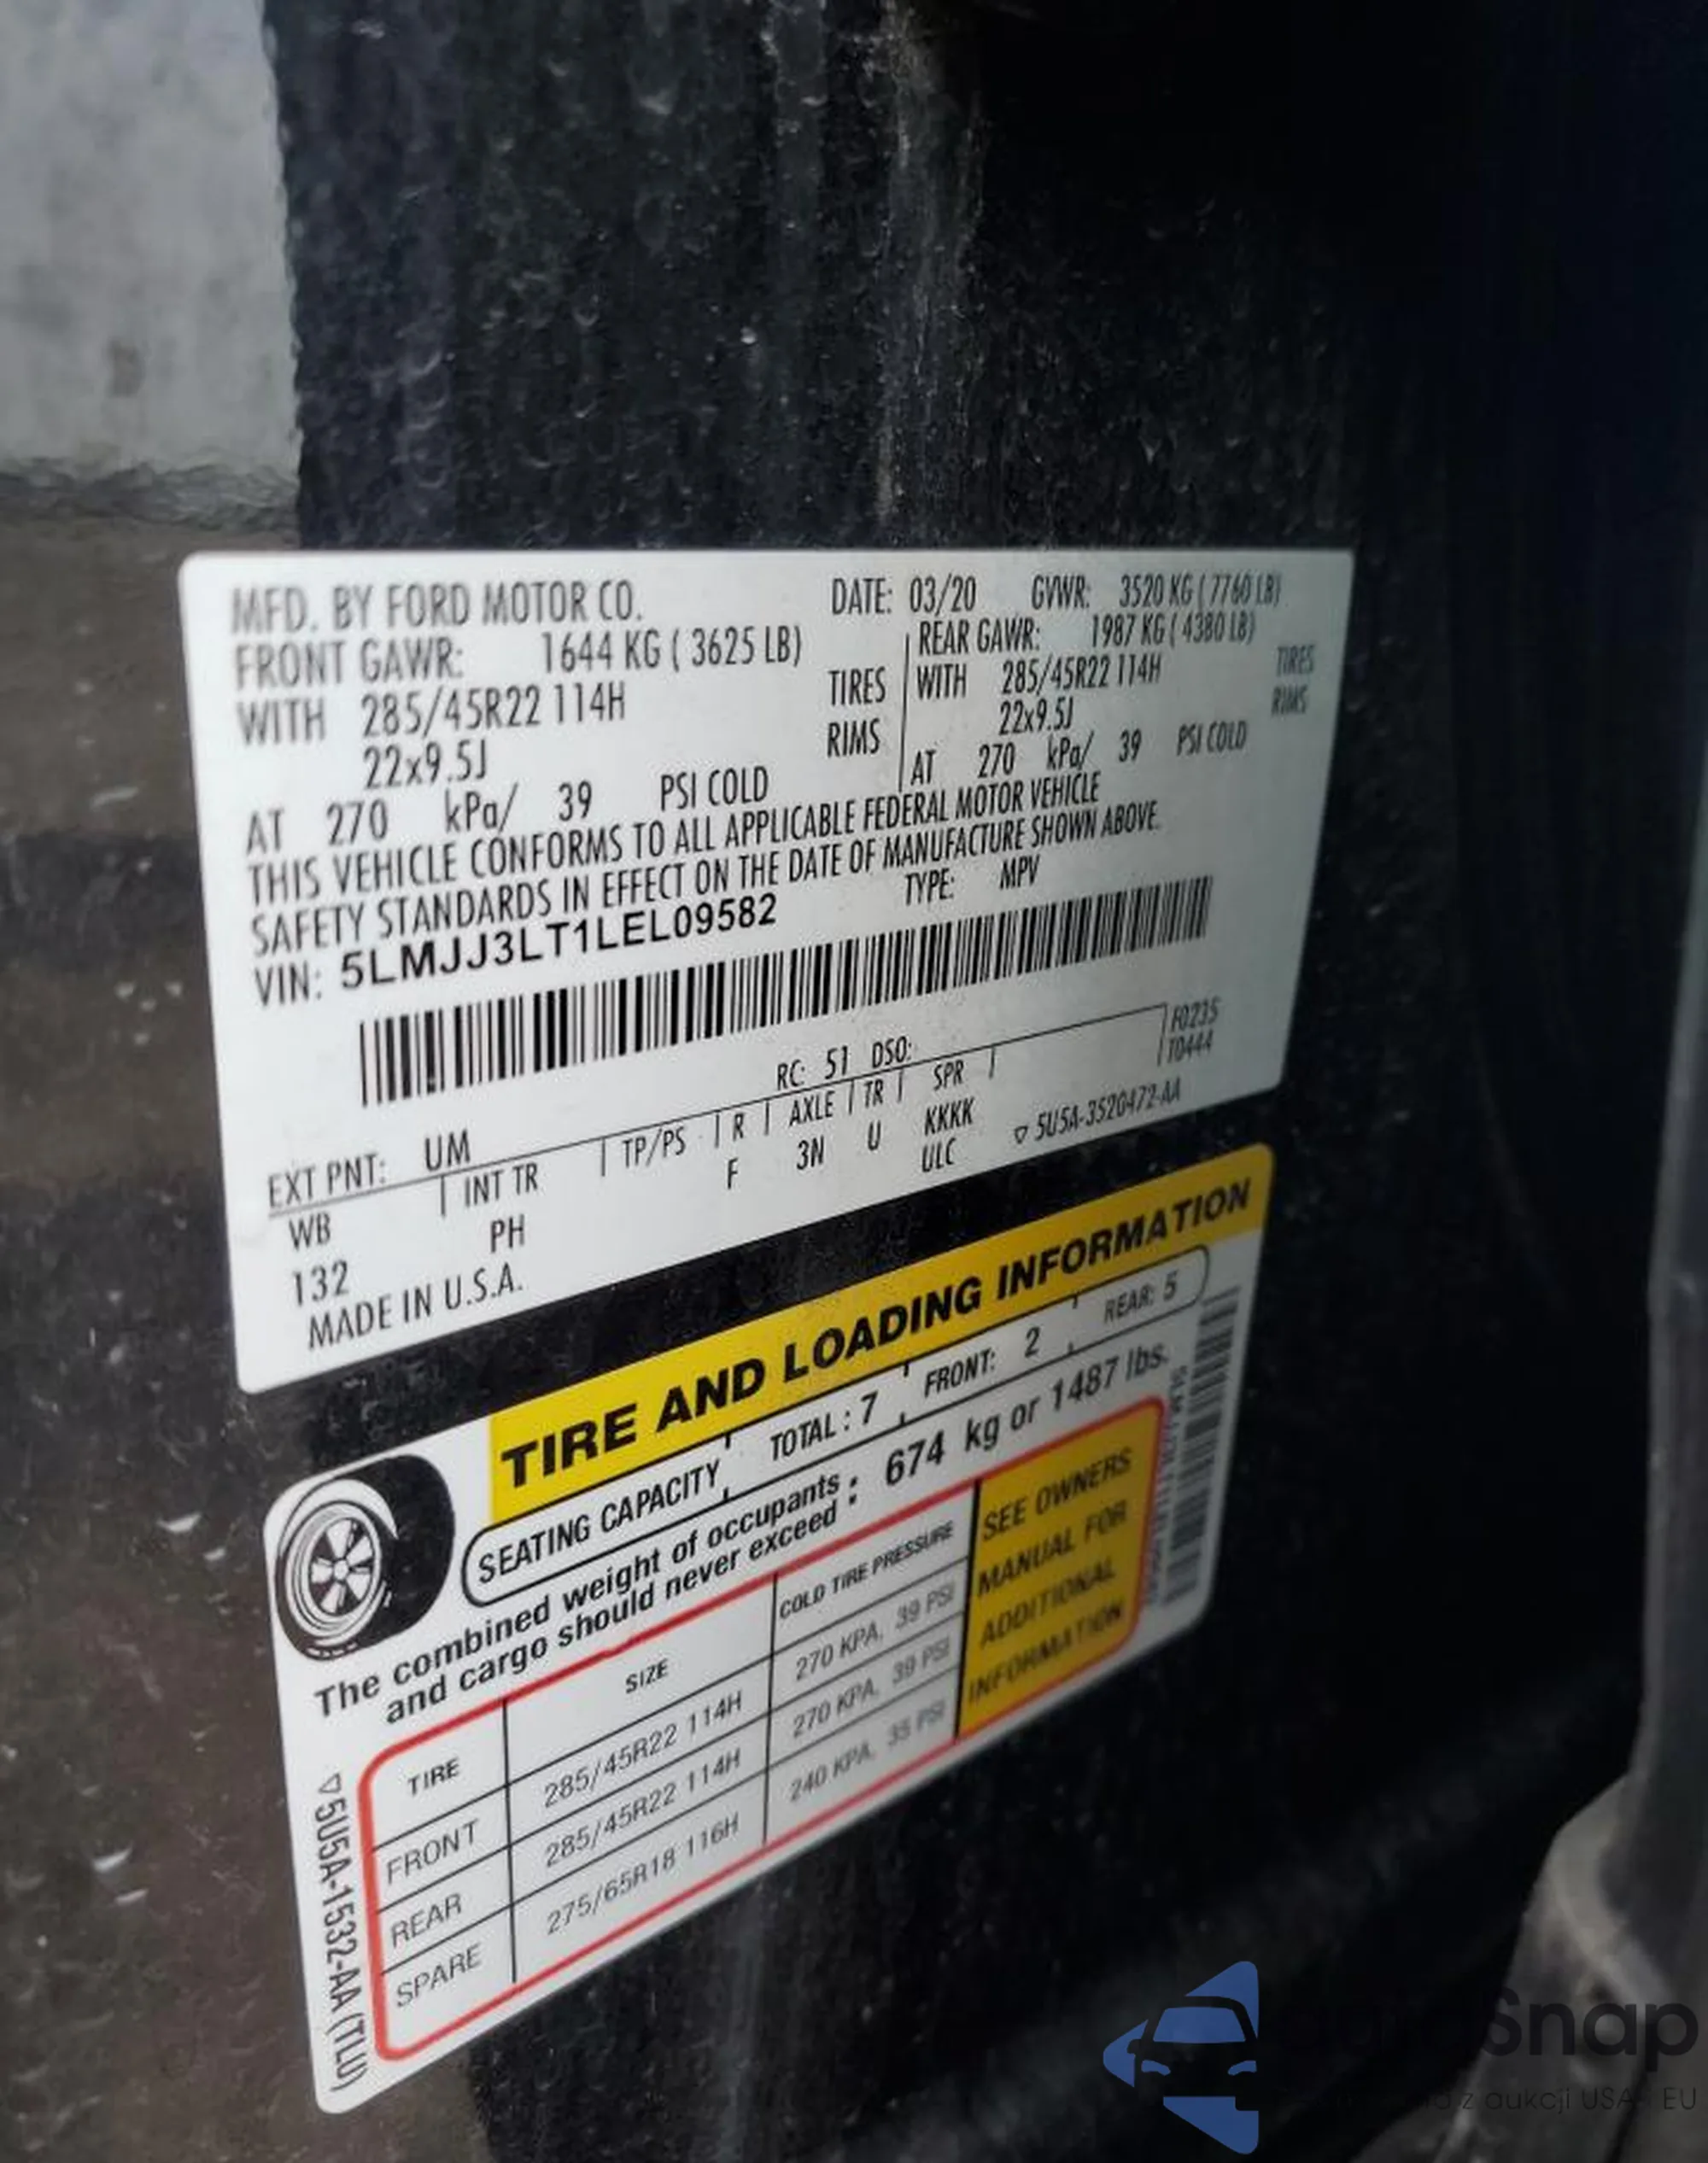 MFD. BY FORD MOTOR CO. DATE: 03/20 GVWR: 3520 KG (7760 LB)
FRONT GAWR: 1644 KG (3625 LB) REAR GAWR: 1987 KG (4380 LB)
WITH 285/45R22 114H TIRES WITH 285/45R22 114H TIRES
22x9.5J RIMS 22x9.5J RIMS
AT 270 kPa/ 39 PSI COLD AT 270 kPa/ 39 PSI COLD
THIS VEHICLE CONFORMS TO ALL APPLICABLE FEDERAL MOTOR VEHICLE
SAFETY STANDARDS IN EFFECT ON THE DATE OF MANUFACTURE SHOWN ABOVE.
VIN: 5LMJJ3LT1LEL09582 TYPE: MPV
F0235
RC: 51 DSO: T0444
EXT PNT: UM
WB INT TR TP/PS R AXLE TR SPR
132 PH F 3N U KKKK
ULC
MADE IN U.S.A. ▽ 5U5A-3520472-AA
TIRE AND LOADING INFORMATION
SEATING CAPACITY TOTAL : 7 FRONT: 2 REAR: 5
The combined weight of occupants
and cargo should never exceed : 674 kg or 1487 lbs.
TIRE SIZE COLD TIRE PRESSURE
FRONT 285/45R22 114H 270 KPA, 39 PSI
REAR 285/45R22 114H 270 KPA, 39 PSI
SPARE 275/65R18 116H 240 KPA, 35 PSI
SEE OWNERS
MANUAL FOR
ADDITIONAL
INFORMATION
▽5U5A-1532-AA (TLU)
Snap
z aukcji USA EU